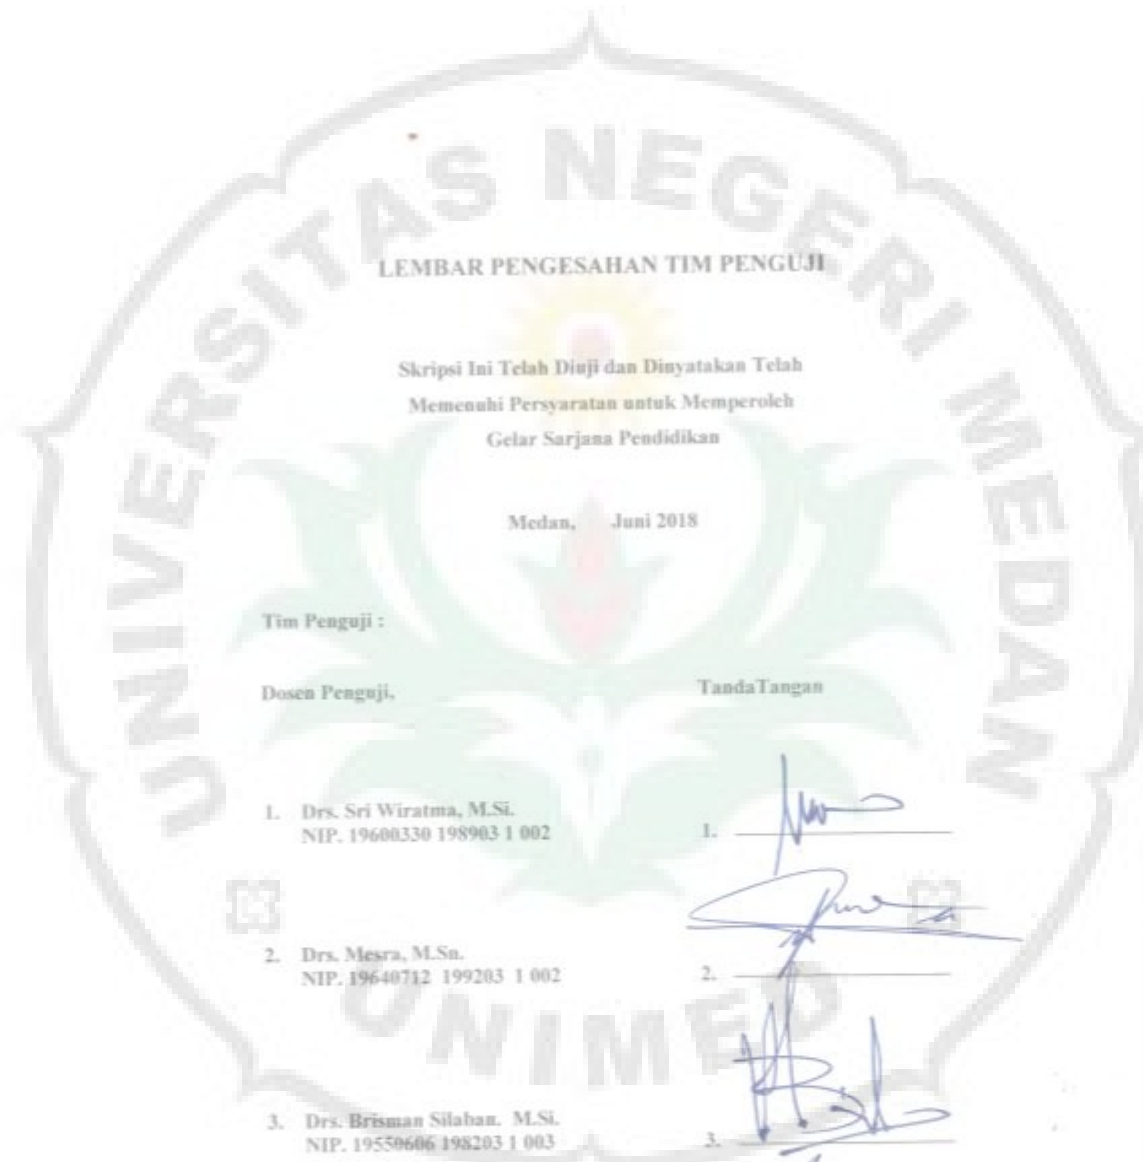 UNIVERSITAS NEGERI MEDAN
LEMBAR PENGESAHAN TIM PENGUJI
Skripsi Ini Telah Diuji dan Dinyatakan Telah
Memenuhi Persyaratan untuk Memperoleh
Gelar Sarjana Pendidikan
Medan, Juni 2018
Tim Penguji :
Dosen Penguji, TandaTangan
1. Drs. Sri Wiratma, M.Si.
NIP. 19600330 198903 1 002 1.
2. Drs. Mesra, M.Sn.
NIP. 19640712 199203 1 002 2.
UNIMED
3. Drs. Brisman Silaban. M.Si.
NIP. 19550606 198203 1 003 3.